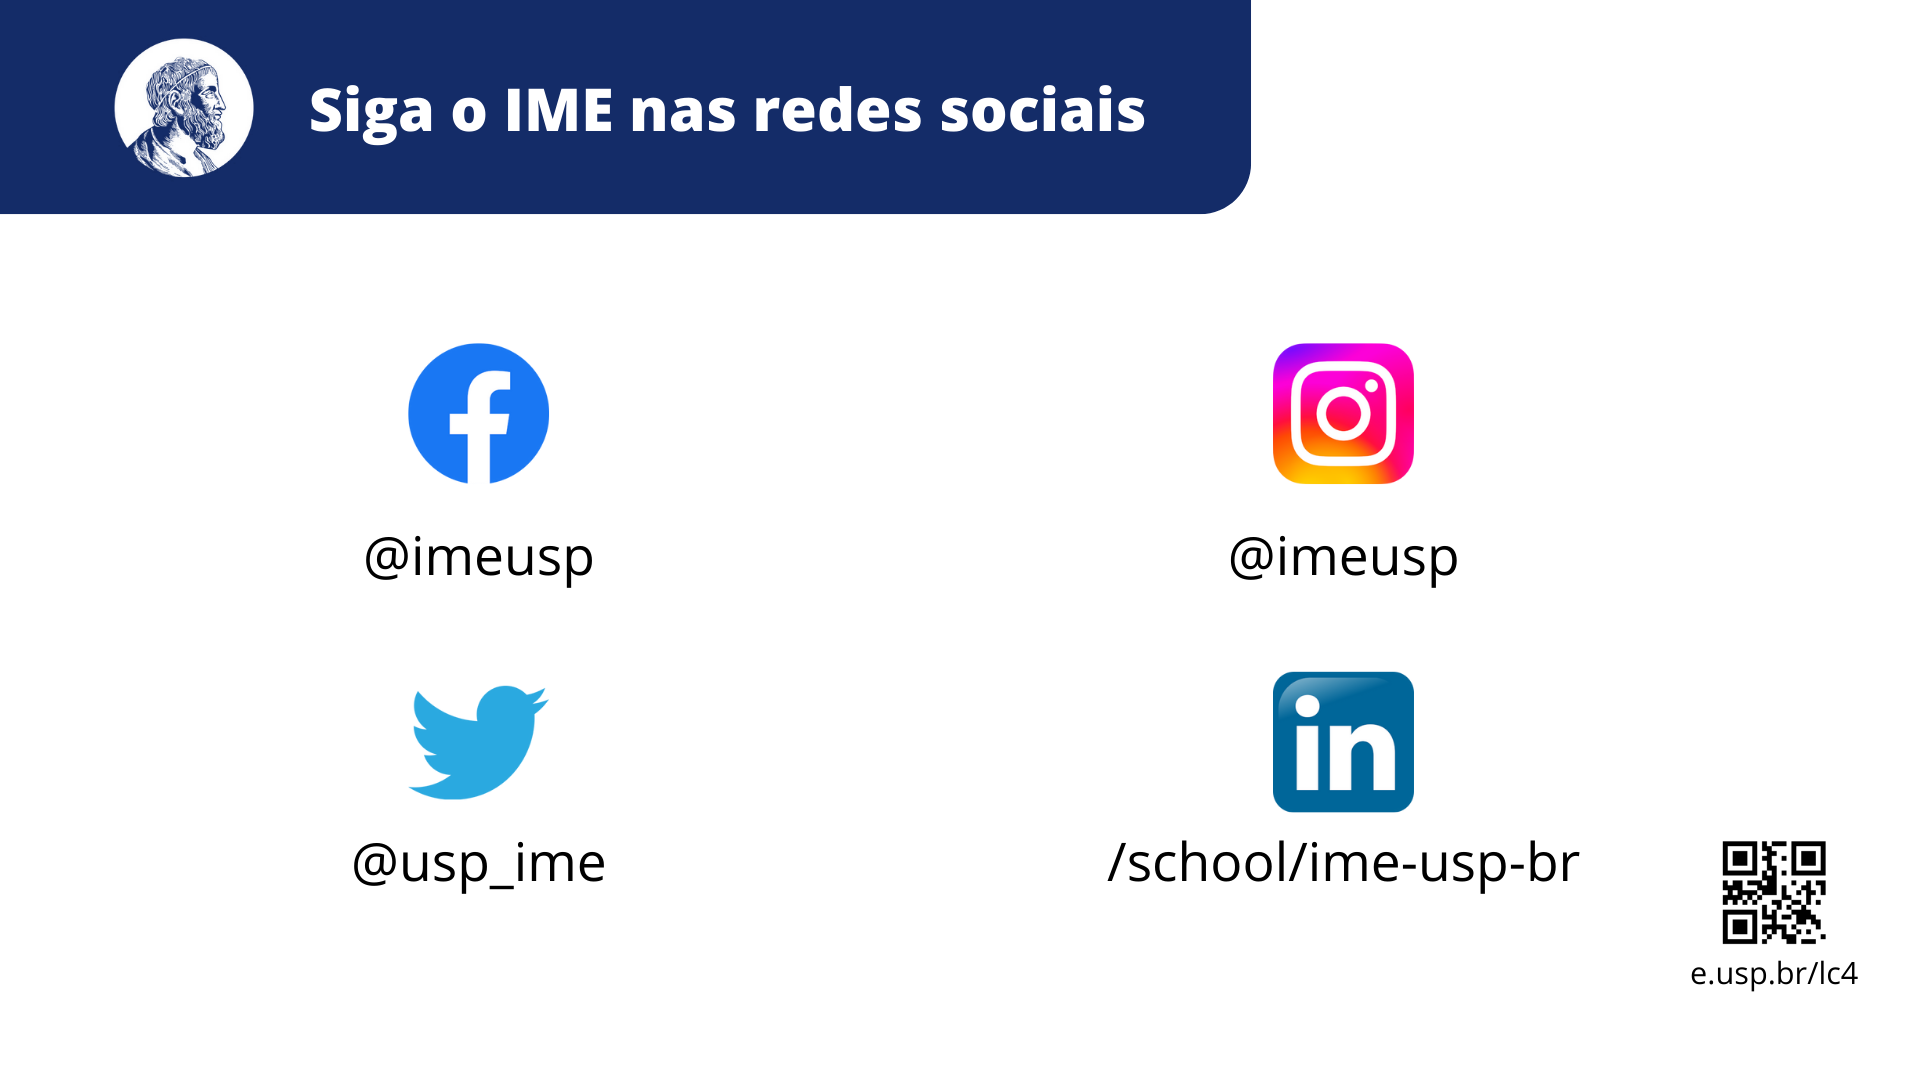 Siga o IME nas redes sociais
@imeusp
@imeusp
@usp_ime
/school/ime-usp-br
e.usp.br/lc4